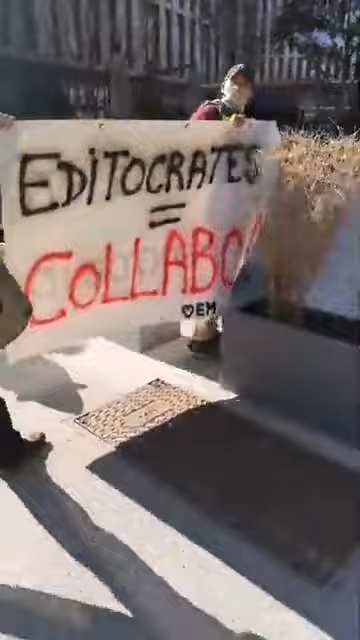 EDITOCRATES
=
COLLABO
♡EM